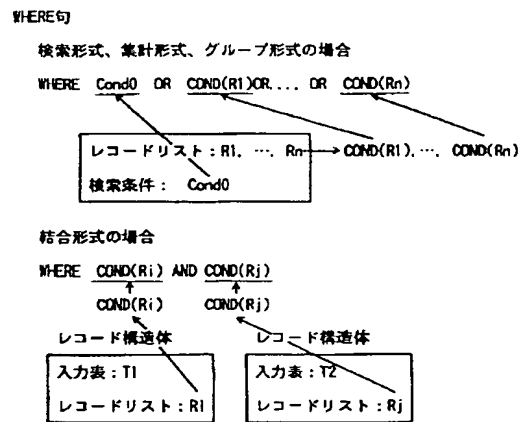 WHERE句
検索形式、集計形式、グループ形式の場合
WHERE Cond0 OR COND(R1)OR,... OR COND(Rn)
レコードリスト：R1, …, Rn → COND(R1),…, COND(Rn)
検索条件： Cond0
結合形式の場合
WHERE COND(Ri) AND COND(Rj)
COND(Ri) COND(Rj)
レコード構造体 レコード構造体
入力表：T1 入力表：T2
レコードリスト：Ri レコードリスト：Rj